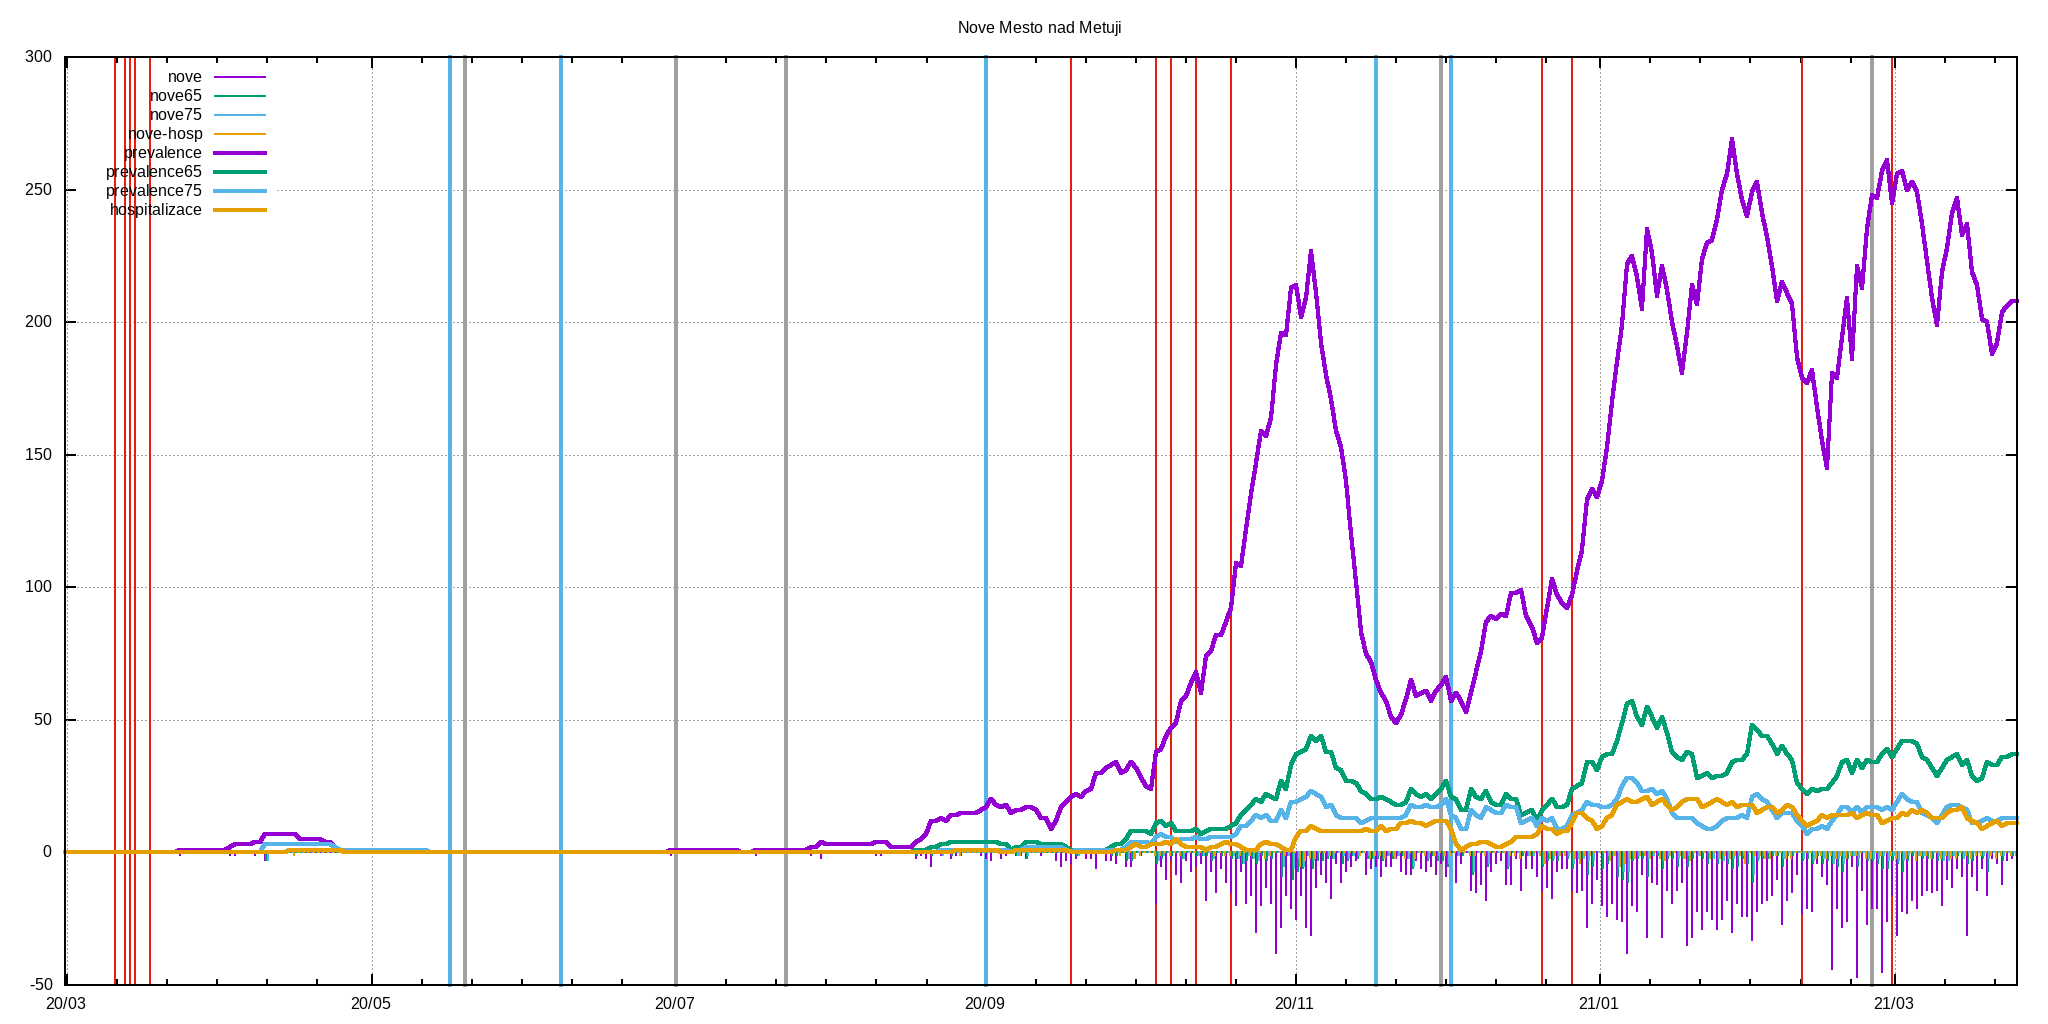 Nove Mesto nad Metuji
300
250
200
150
100
50
0
-50
nove
nove65
nove75
nove-hosp
prevalence
prevalence65
prevalence75
hospitalizace
20/03 20/05 20/07 20/09 20/11 21/01 21/03